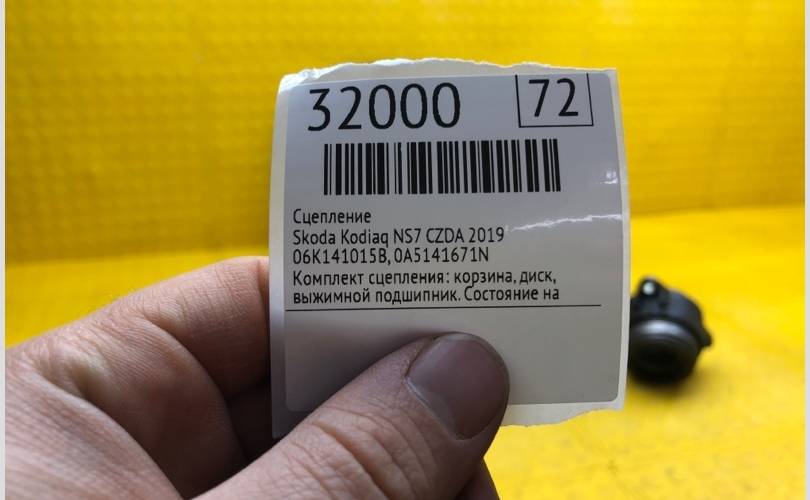 32000
72
Сцепление
Skoda Kodiaq NS7 CZDA 2019
06K141015B, 0A5141671N
Комплект сцепления: корзина, диск,
выжимной подшипник. Состояние на